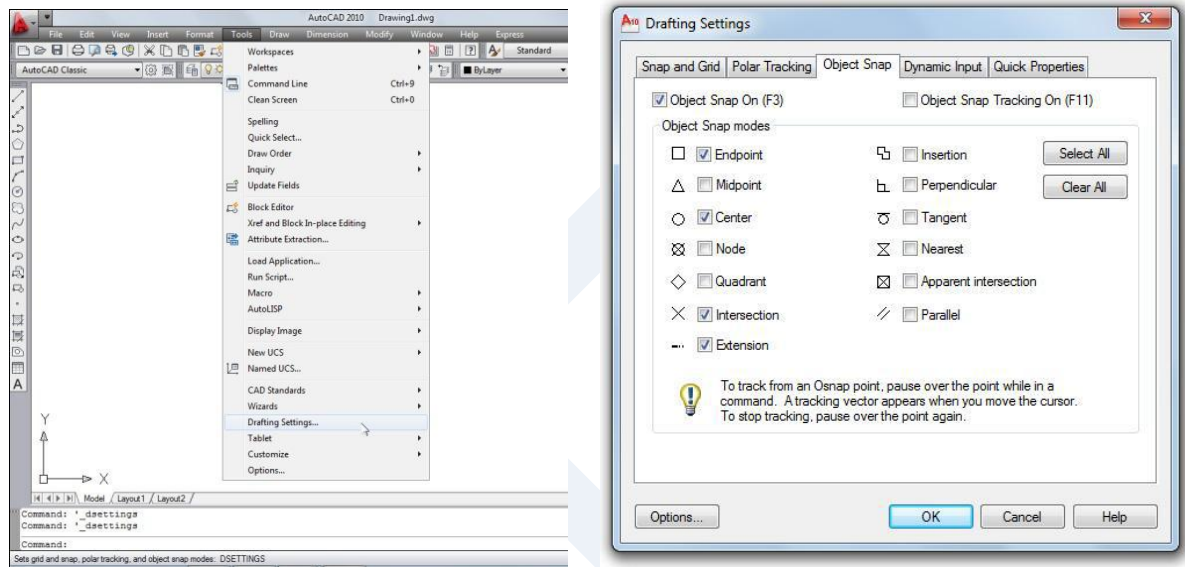 AutoCAD 2010 Drawing1.dwg
File Edit View Insert Format Tools Draw Dimension Modify Window Help Express
Standard
AutoCAD Classic
ByLayer
Workspaces
Palettes
Command Line Ctrl+9
Clean Screen Ctrl+0
Spelling
Quick Select...
Draw Order
Inquiry
Update Fields
Block Editor
Xref and Block In-place Editing
Attribute Extraction...
Load Application...
Run Script...
Macro
AutoLISP
Display Image
New UCS
Named UCS...
CAD Standards
Wizards
Drafting Settings...
Tablet
Customize
Options...
A
Y
X
Model / Layout1 / Layout2 /
Command: '_dsettings
Command: '_dsettings
Command:
Sets grid and snap, polar tracking, and object snap modes: DSETTINGS
Drafting Settings
Snap and Grid Polar Tracking Object Snap Dynamic Input Quick Properties
Object Snap On (F3) Object Snap Tracking On (F11)
Object Snap modes
Endpoint Insertion Select All
Midpoint Perpendicular Clear All
Center Tangent
Node Nearest
Quadrant Apparent intersection
Intersection Parallel
Extension
To track from an Osnap point, pause over the point while in a
command. A tracking vector appears when you move the cursor.
To stop tracking, pause over the point again.
Options... OK Cancel Help